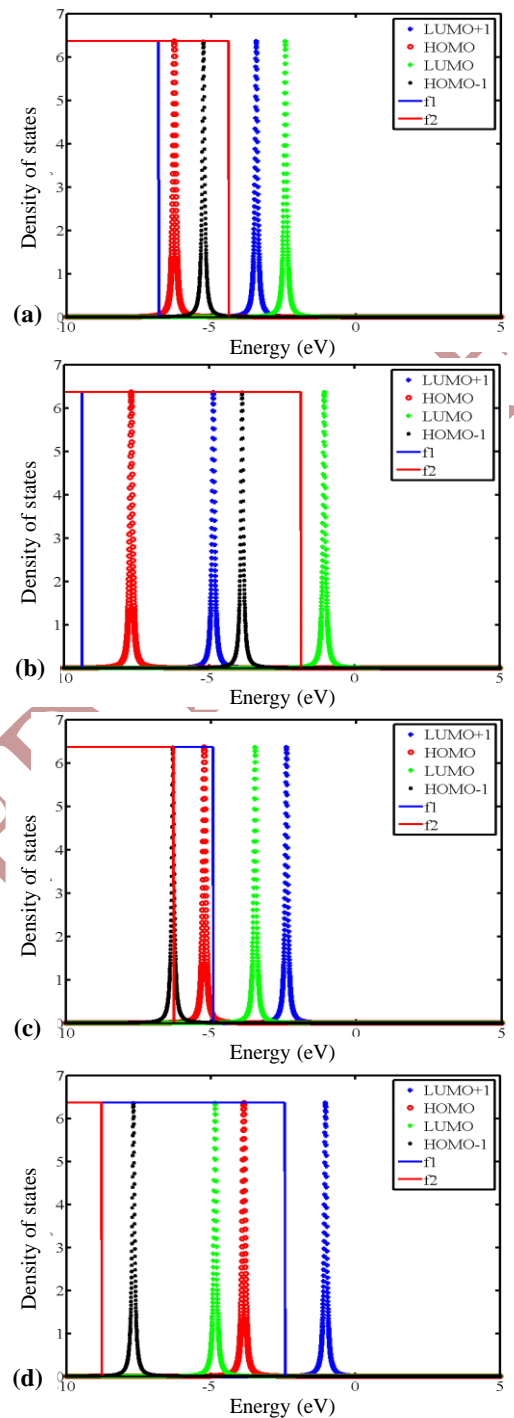 7
6
5
4
3
2
1
0
Density of states
LUMO+1
HOMO
LUMO
HOMO-1
f1
f2
(a)
-10
-5
0
5
Energy (eV)
7
6
5
4
3
2
1
Density of states
LUMO+1
HOMO
LUMO
HOMO-1
f1
f2
(b)
10
-5
0
5
Energy (eV)
7
6
5
4
3
2
1
0
Density of states
LUMO+1
HOMO
LUMO
HOMO-1
f1
f2
(c)
-10
-5
0
5
Energy (eV)
7
6
5
4
3
2
1
0
Density of states
LUMO+1
HOMO
LUMO
HOMO-1
f1
f2
(d)
-10
-5
0
5
Energy (eV)